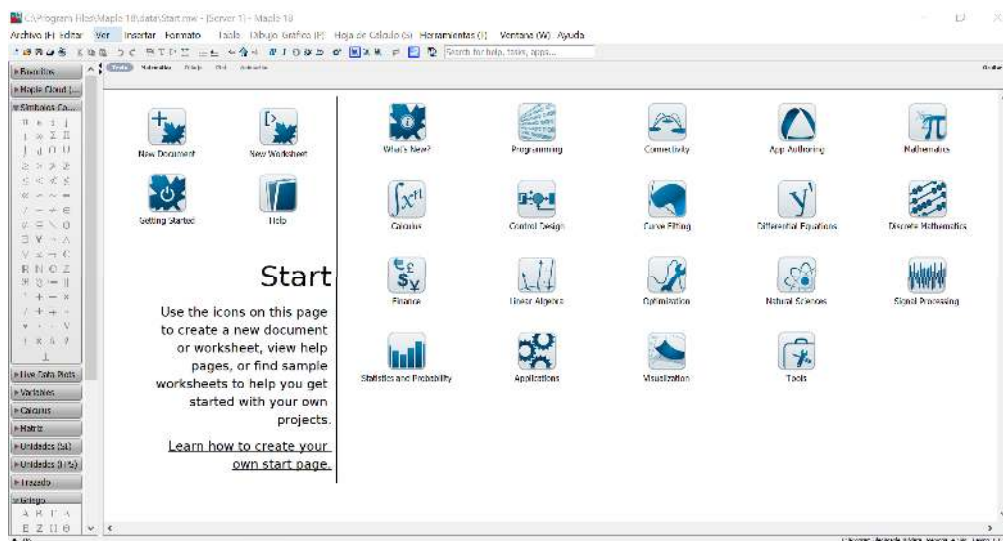 C:\Program Files\Maple 18\data\Start.mw - [Server 1] - Maple 18
Archivo (F) Editar Ver Insertar Formato Tabla Dibujo Gráfico (P) Hoja de Cálculo (S) Herramientas (T) Ventana (W) Ayuda
Search for help, tasks, apps...
Favoritos
Maple Cloud (...
Símbolos Co...
Live Data Plots
Variables
Cálculus
Matriz
Unidades (SI)
Unidades (FPS)
Trazado
Griego
New Document
New Worksheet
Getting Started
Help
Start
Use the icons on this page
to create a new document
or worksheet, view help
pages, or find sample
worksheets to help you get
started with your own
projects.
Learn how to create your
own start page.
What's New?
Programming
Connectivity
App Authoring
Mathematics
Calculus
Control Design
Curve Fitting
Differential Equations
Discrete Mathematics
Finance
Linear Algebra
Optimization
Natural Sciences
Signal Processing
Statistics and Probability
Applications
Visualization
Tools